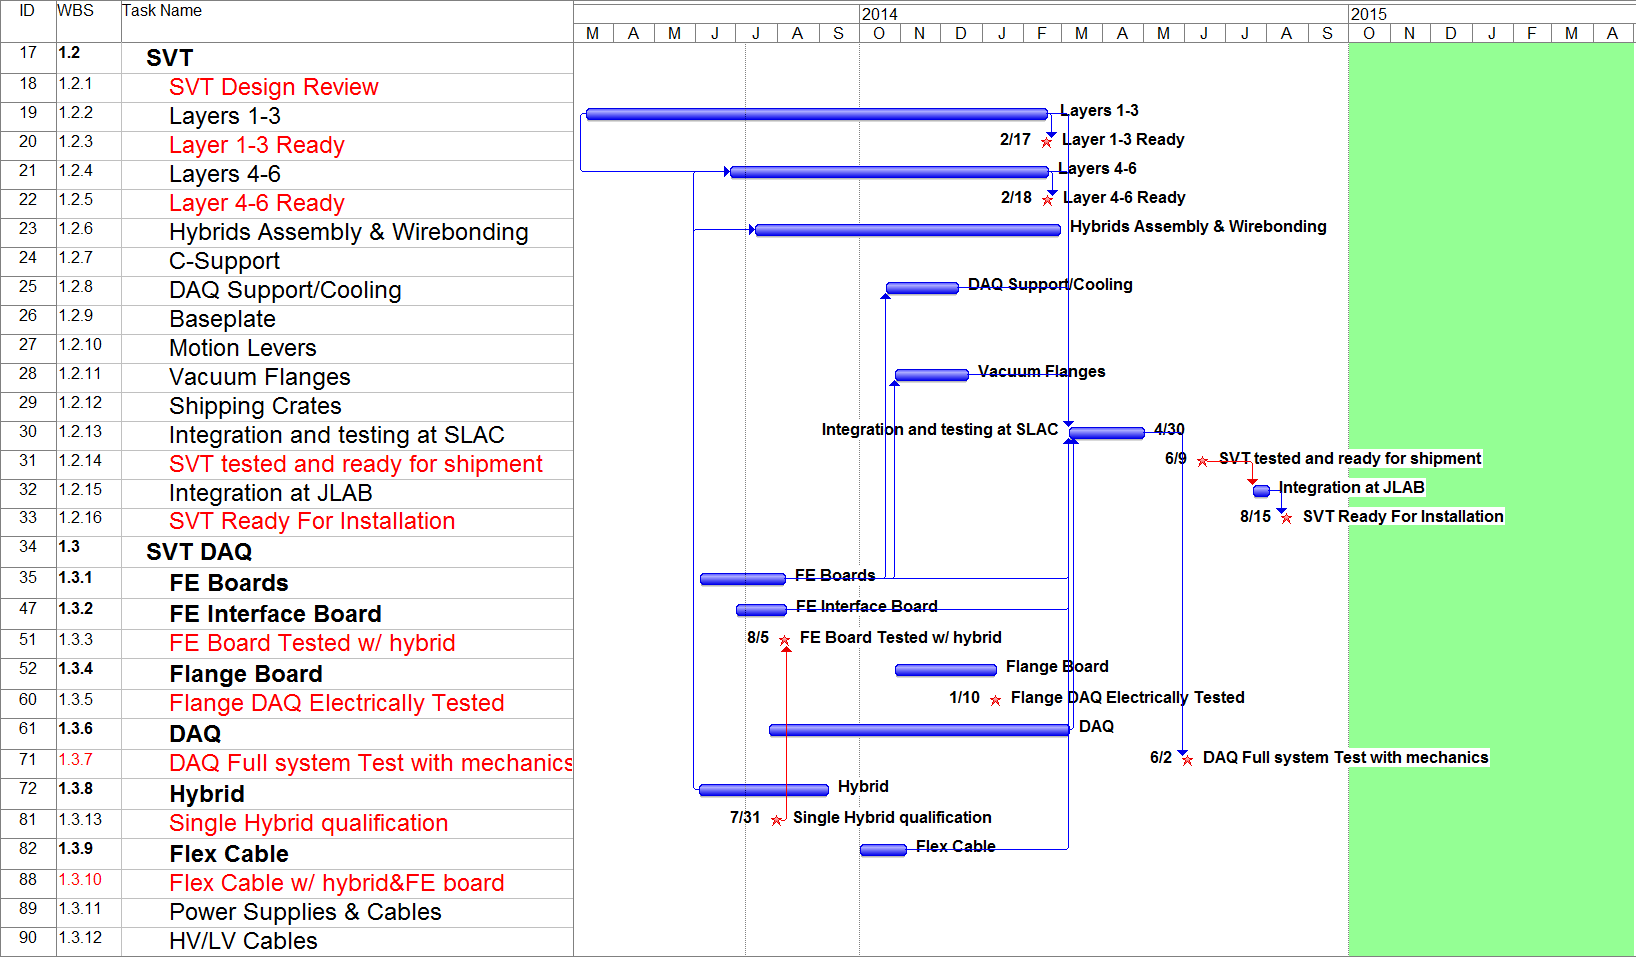 ID WBS Task Name 2014 2015
M A M J J A S O N D J F M A M J J A S O N D J F M A
17 1.2 SVT
18 1.2.1 SVT Design Review
19 1.2.2 Layers 1-3 Layers 1-3
20 1.2.3 Layer 1-3 Ready 2/17 Layer 1-3 Ready
21 1.2.4 Layers 4-6 Layers 4-6
22 1.2.5 Layer 4-6 Ready 2/18 Layer 4-6 Ready
23 1.2.6 Hybrids Assembly & Wirebonding Hybrids Assembly & Wirebonding
24 1.2.7 C-Support
25 1.2.8 DAQ Support/Cooling DAQ Support/Cooling
26 1.2.9 Baseplate
27 1.2.10 Motion Levers
28 1.2.11 Vacuum Flanges Vacuum Flanges
29 1.2.12 Shipping Crates
30 1.2.13 Integration and testing at SLAC Integration and testing at SLAC 4/30
31 1.2.14 SVT tested and ready for shipment 6/9 SVT tested and ready for shipment
32 1.2.15 Integration at JLAB Integration at JLAB
33 1.2.16 SVT Ready For Installation 8/15 SVT Ready For Installation
34 1.3 SVT DAQ
35 1.3.1 FE Boards FE Boards
47 1.3.2 FE Interface Board FE Interface Board
51 1.3.3 FE Board Tested w/ hybrid 8/5 FE Board Tested w/ hybrid
52 1.3.4 Flange Board Flange Board
60 1.3.5 Flange DAQ Electrically Tested 1/10 Flange DAQ Electrically Tested
61 1.3.6 DAQ DAQ
71 1.3.7 DAQ Full system Test with mechanics 6/2 DAQ Full system Test with mechanics
72 1.3.8 Hybrid Hybrid
81 1.3.13 Single Hybrid qualification 7/31 Single Hybrid qualification
82 1.3.9 Flex Cable Flex Cable
88 1.3.10 Flex Cable w/ hybrid&FE board
89 1.3.11 Power Supplies & Cables
90 1.3.12 HV/LV Cables